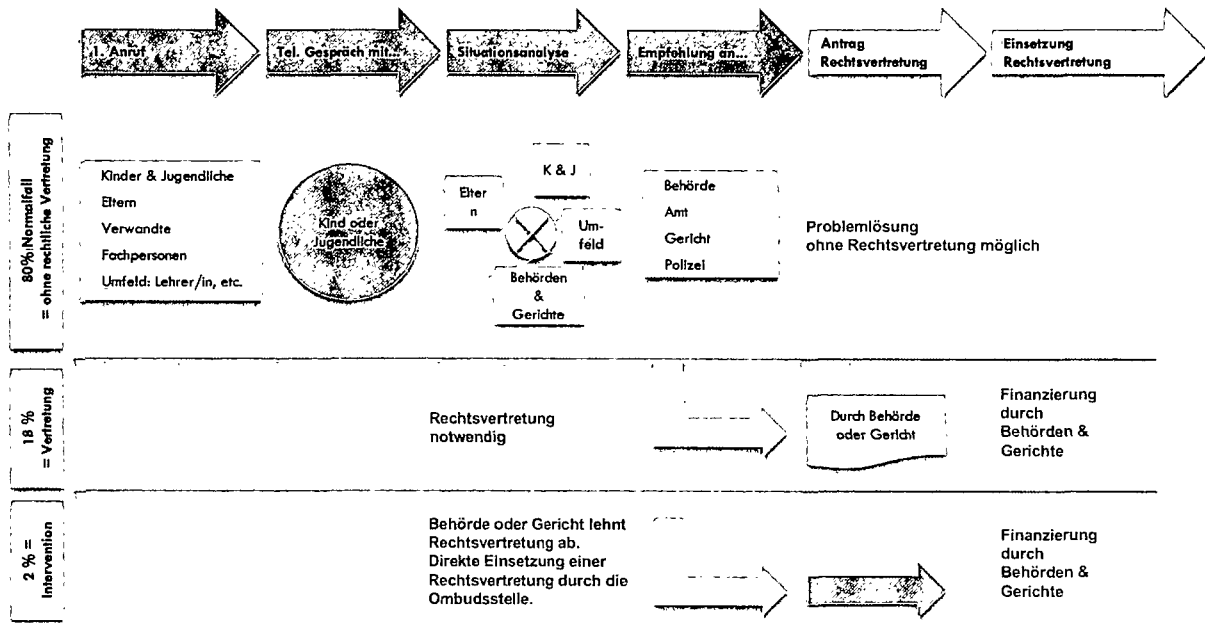 1. Anruf
Tel. Gespräch mit...
Situationsanalyse
Empfehlung an...
Antrag
Rechtsvertretung
Einsetzung
Rechtsvertretung
80% Normalfall
= ohne rechtliche Vertretung
Kinder & Jugendliche
Eltern
Verwandte
Fachpersonen
Umfeld: Lehrer/in, etc.
Kind oder
Jugendliche
K & J
Elter
n
Um-
feld
Behörden
&
Gerichte
Behörde
Amt
Gericht
Polizei
Problemlösung
ohne Rechtsvertretung möglich
18 %
= Vertretung
Rechtsvertretung
notwendig
Durch Behörde
oder Gericht
Finanzierung
durch
Behörden &
Gerichte
2 % =
Intervention
Behörde oder Gericht lehnt
Rechtsvertretung ab.
Direkte Einsetzung einer
Rechtsvertretung durch die
Ombudsstelle.
Finanzierung
durch
Behörden &
Gerichte